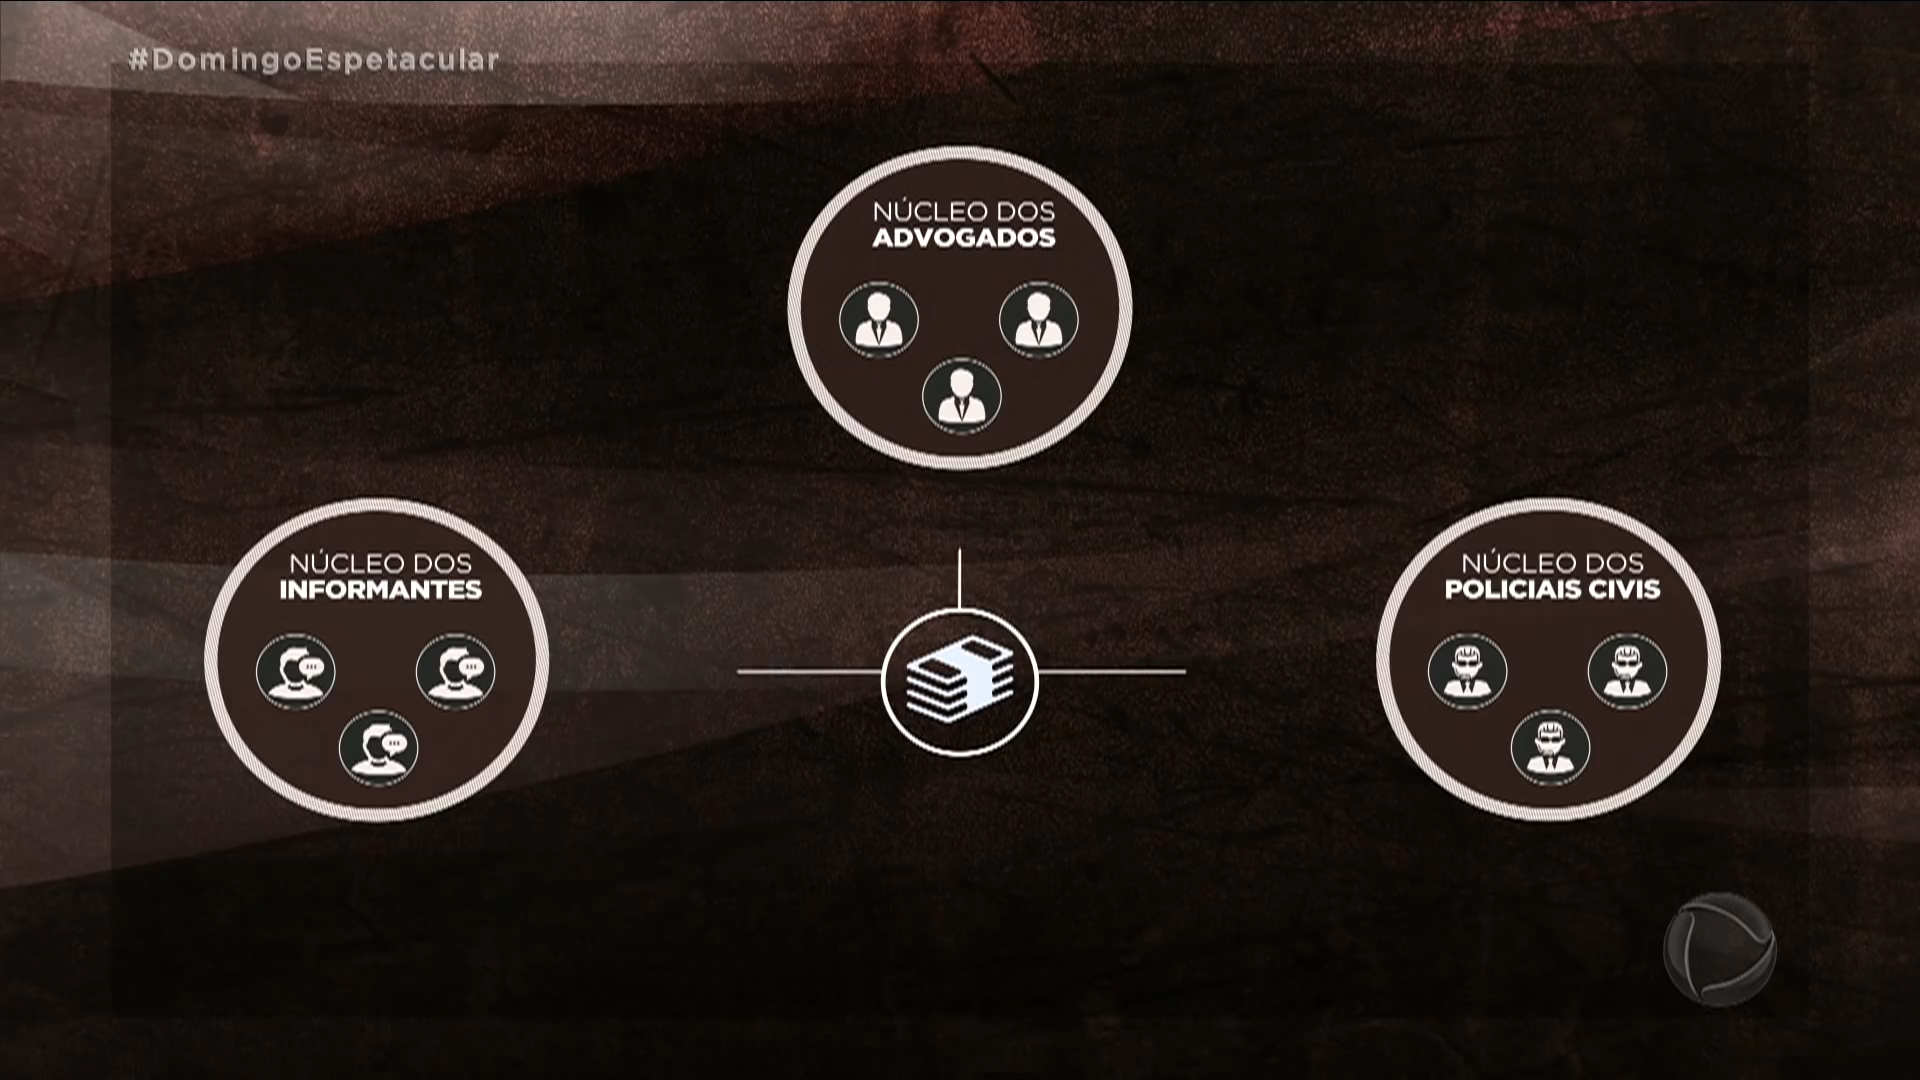 #DomingoEspetacular
NÚCLEO DOS
ADVOGADOS
NÚCLEO DOS
INFORMANTES
NÚCLEO DOS
POLICIAIS CIVIS